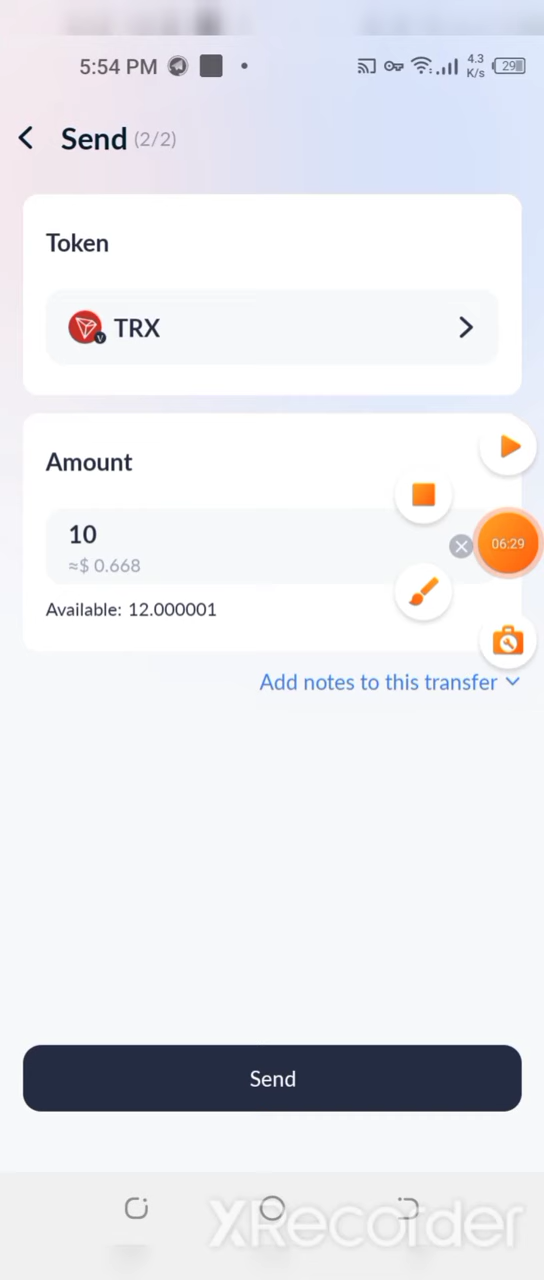 5:54 PM
4.3
K/s
29
Send (2/2)
Token
TRX
Amount
10
≈$ 0.668
06:29
Available: 12.000001
Add notes to this transfer
Send
XRecorder